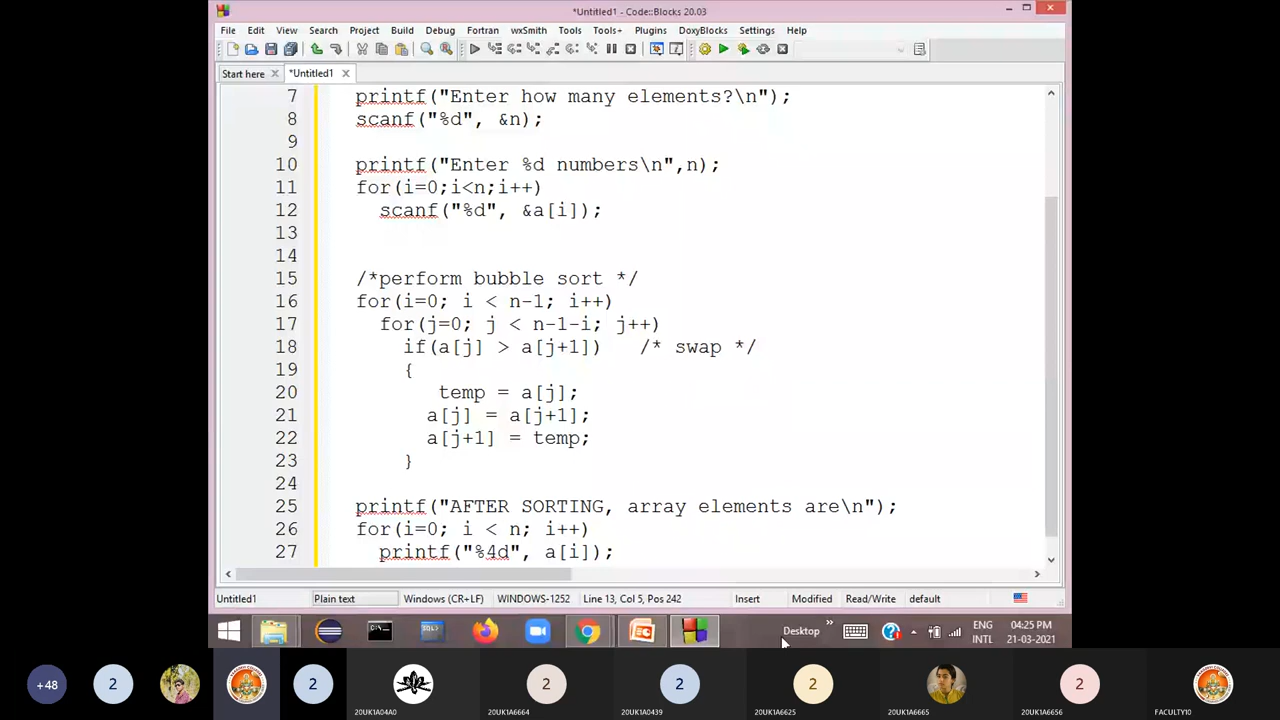 *Untitled1 - Code::Blocks 20.03
File Edit View Search Project Build Debug Fortran wxSmith Tools Tools+ Plugins DoxyBlocks Settings Help
Start here *Untitled1
7 printf("Enter how many elements?\n");
8 scanf("%d", &n);
9
10 printf("Enter %d numbers\n",n);
11 for(i=0;i<n;i++)
12 scanf("%d", &a[i]);
13
14
15 /*perform bubble sort */
16 for(i=0; i < n-1; i++)
17 for(j=0; j < n-1-i; j++)
18 if(a[j] > a[j+1]) /* swap */
19 {
20 temp = a[j];
21 a[j] = a[j+1];
22 a[j+1] = temp;
23 }
24
25 printf("AFTER SORTING, array elements are\n");
26 for(i=0; i < n; i++)
27 printf("%4d", a[i]);
Untitled1 Plain text Windows (CR+LF) WINDOWS-1252 Line 13, Col 5, Pos 242 Insert Modified Read/Write default
Desktop ENG 04:25 PM
INTL 21-03-2021
+48 2 2 2 2 2 2
20UK1A04A0 20UK1A6664 20UK1A0439 20UK1A6625 20UK1A6665 20UK1A6656 FACULTY10